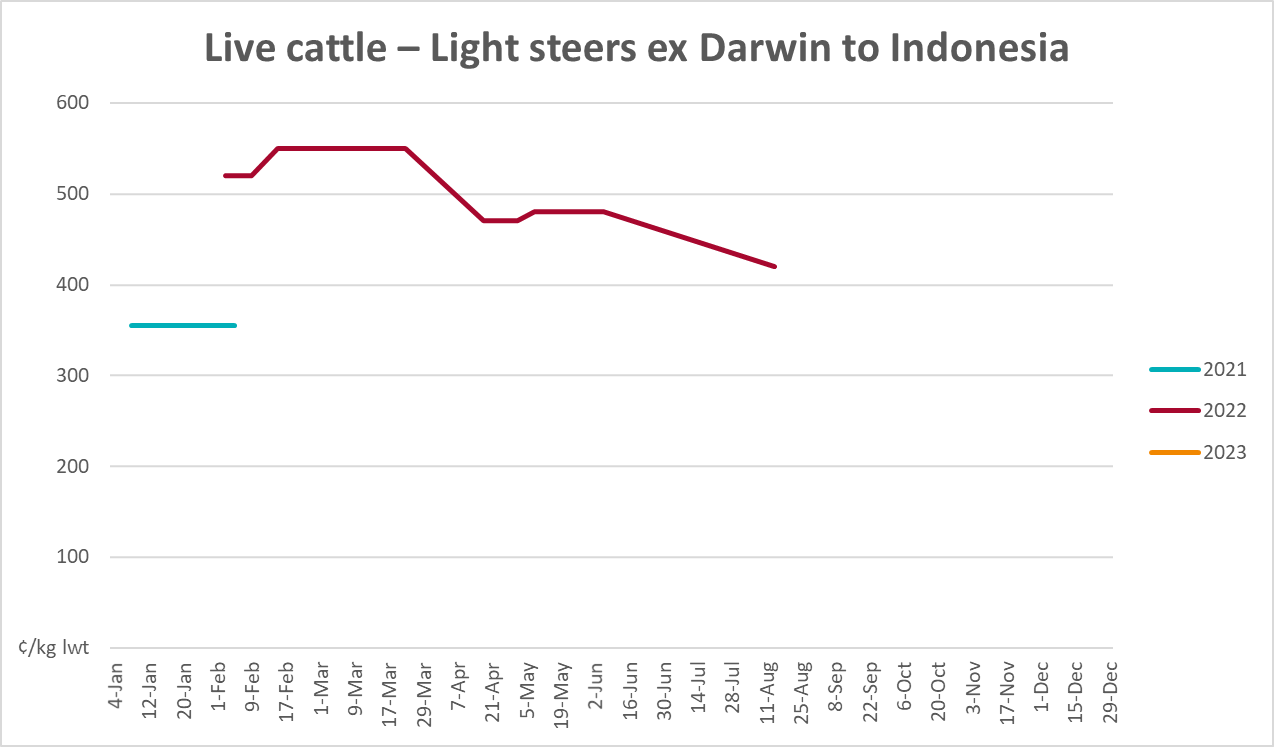 Live cattle – Light steers ex Darwin to Indonesia
600
500
400
300
200
100
¢/kg lwt
4-Jan
12-Jan
20-Jan
1-Feb
9-Feb
17-Feb
1-Mar
9-Mar
17-Mar
29-Mar
7-Apr
21-Apr
5-May
19-May
2-Jun
16-Jun
30-Jun
14-Jul
28-Jul
11-Aug
25-Aug
8-Sep
22-Sep
6-Oct
20-Oct
3-Nov
17-Nov
1-Dec
15-Dec
29-Dec
2021
2022
2023